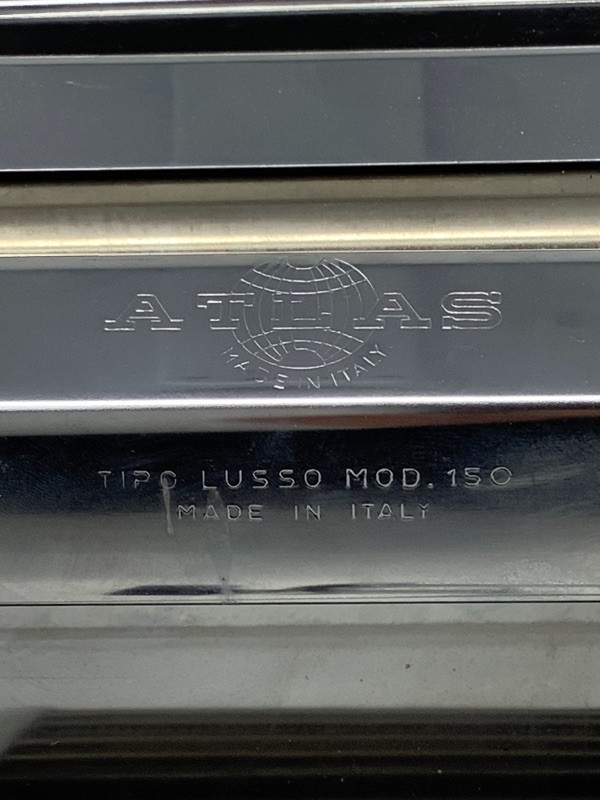 ATLAS
MADE IN ITALY
TIPO LUSSO MOD. 150
MADE IN ITALY